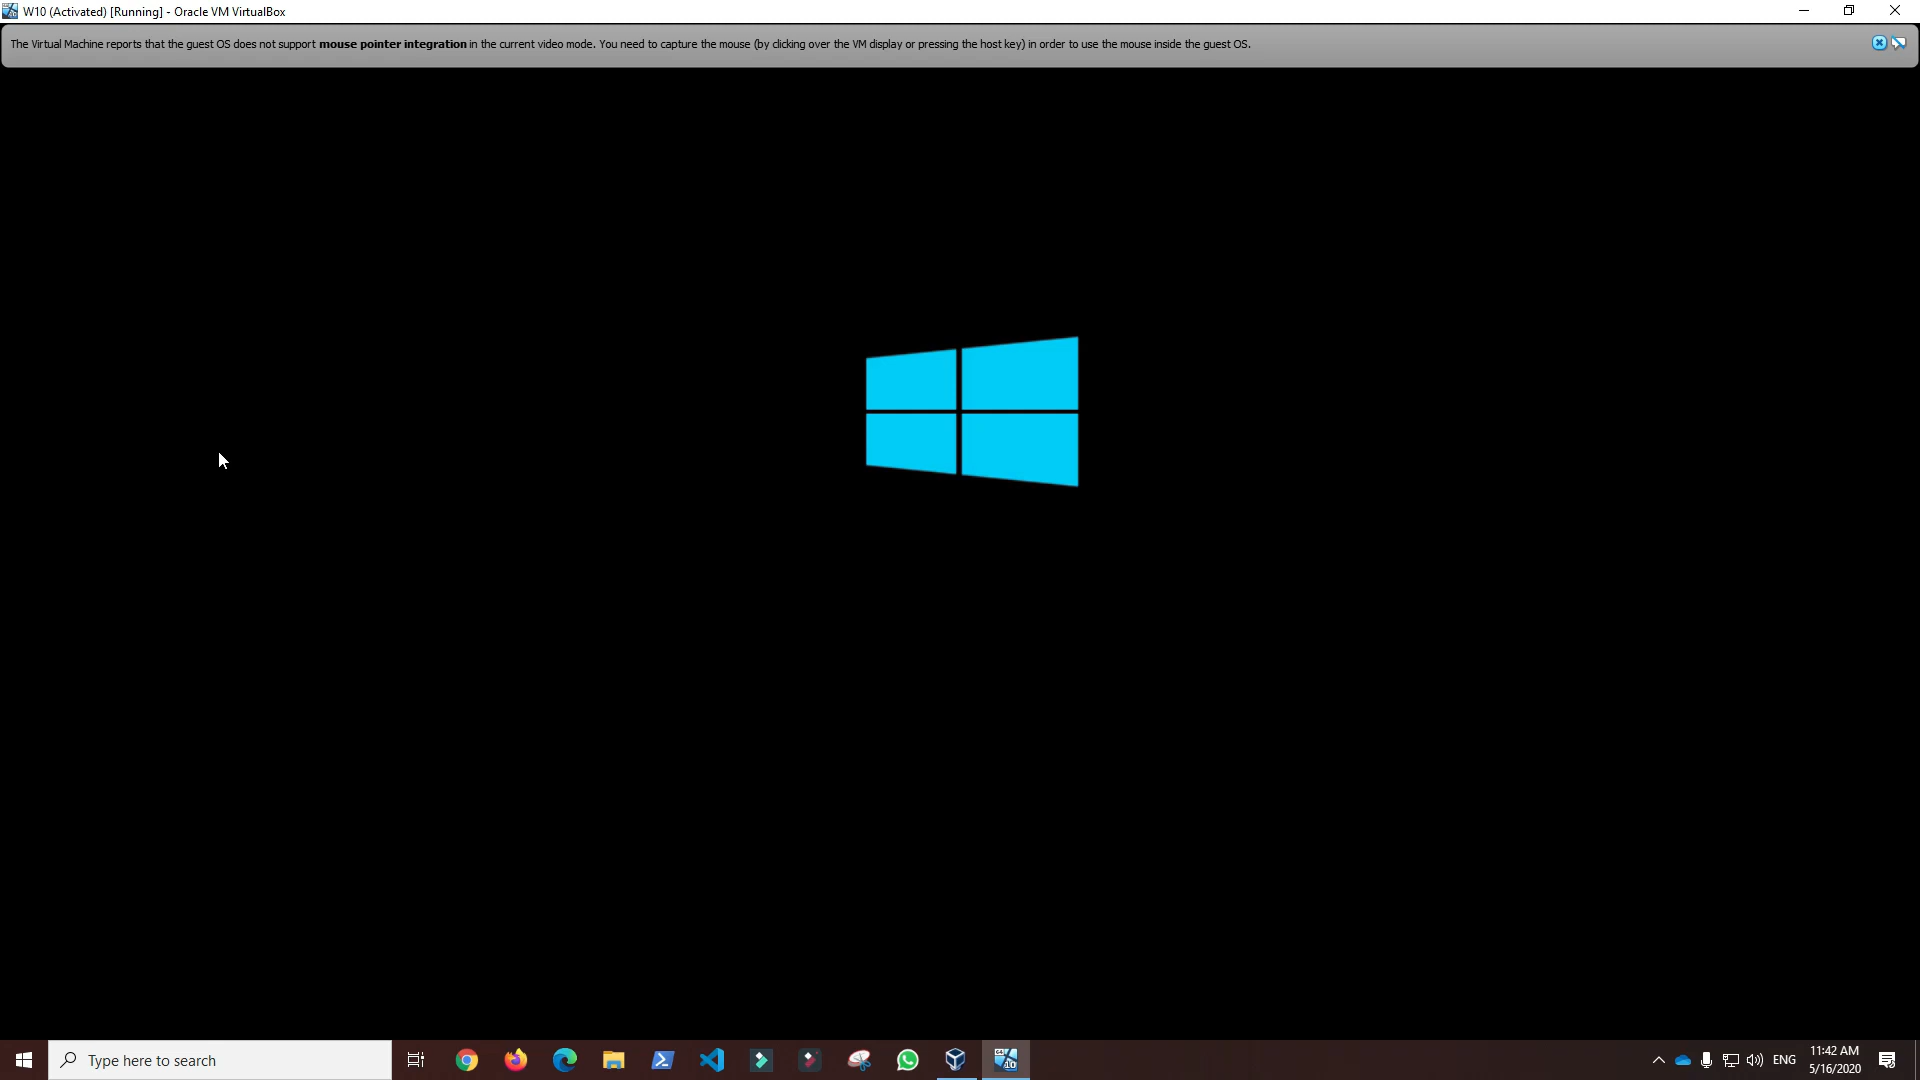 W10 (Activated) [Running] - Oracle VM VirtualBox
The Virtual Machine reports that the guest OS does not support mouse pointer integration in the current video mode. You need to capture the mouse (by clicking over the VM display or pressing the host key) in order to use the mouse inside the guest OS.
Type here to search
64
10
ENG
11:42 AM
5/16/2020